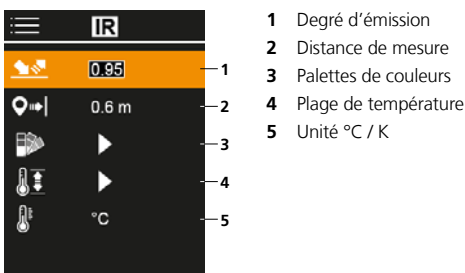 IR
0.95
0.6 m
°C
1
2
3
4
5
1 Degré d’émission
2 Distance de mesure
3 Palettes de couleurs
4 Plage de température
5 Unité °C / K